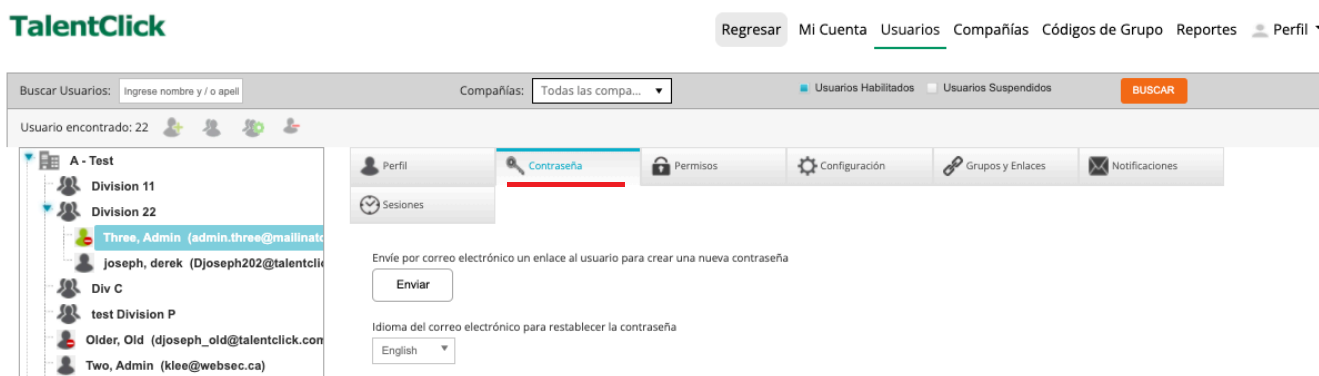 TalentClick
Regresar Mi Cuenta Usuarios Compañías Códigos de Grupo Reportes Perfil
Buscar Usuarios: Ingrese nombre y / o apell Compañías: Todas las compa... Usuarios Habilitados Usuarios Suspendidos BUSCAR
Usuario encontrado: 22
A - Test
Division 11
Division 22
Three, Admin (admin.three@mailinato
joseph, derek (Djoseph202@talentclic
Div C
test Division P
Older, Old (djoseph_old@talentclick.com
Two, Admin (klee@websec.ca)
Perfil Contraseña Permisos Configuración Grupos y Enlaces Notificaciones
Sesiones
Envíe por correo electrónico un enlace al usuario para crear una nueva contraseña
Enviar
Idioma del correo electrónico para restablecer la contraseña
English